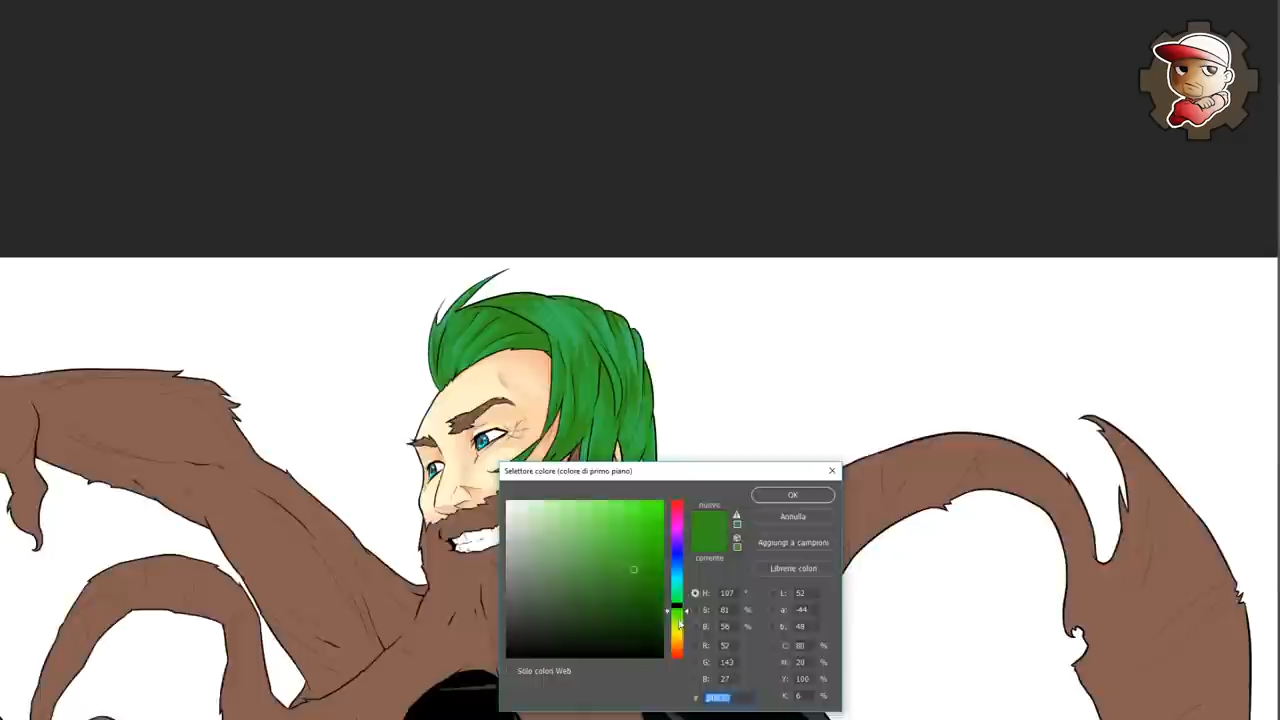 Selettore colore (colore di primo piano)
nuovo
corrente
OK
Annulla
Aggiungi a campioni
Librerie colori
H: 107 °
S: 81 %
B: 56 %
R: 52
G: 143
B: 27
#
L: 52
a: -44
b: 48
C: 80 %
M: 20 %
Y: 100 %
K: 6 %
Solo colori Web